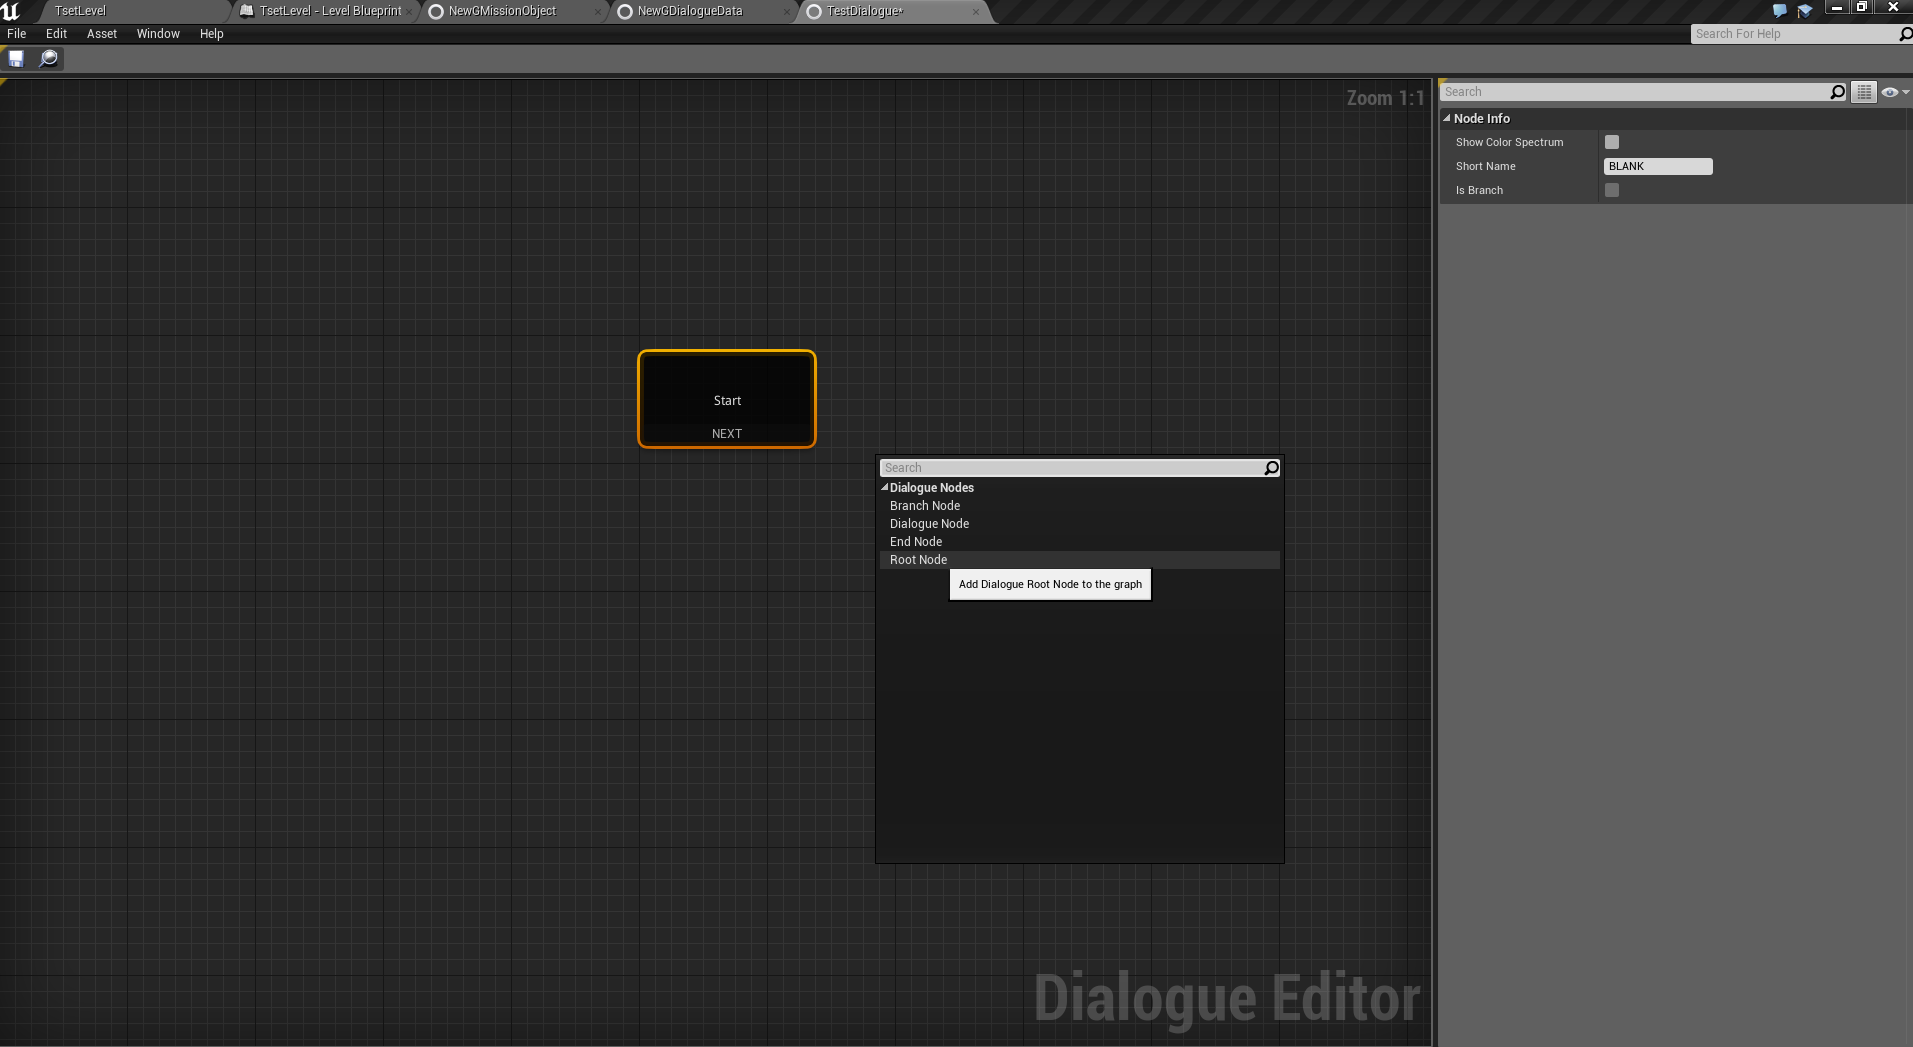 TsetLevel
TsetLevel - Level Blueprint
NewGMissionObject
NewGDialogueData
TestDialogue*
File Edit Asset Window Help
Search For Help
Zoom 1:1
Search
Node Info
Show Color Spectrum
Short Name BLANK
Is Branch
Start
NEXT
Search
Dialogue Nodes
Branch Node
Dialogue Node
End Node
Root Node
Add Dialogue Root Node to the graph
Dialogue Editor